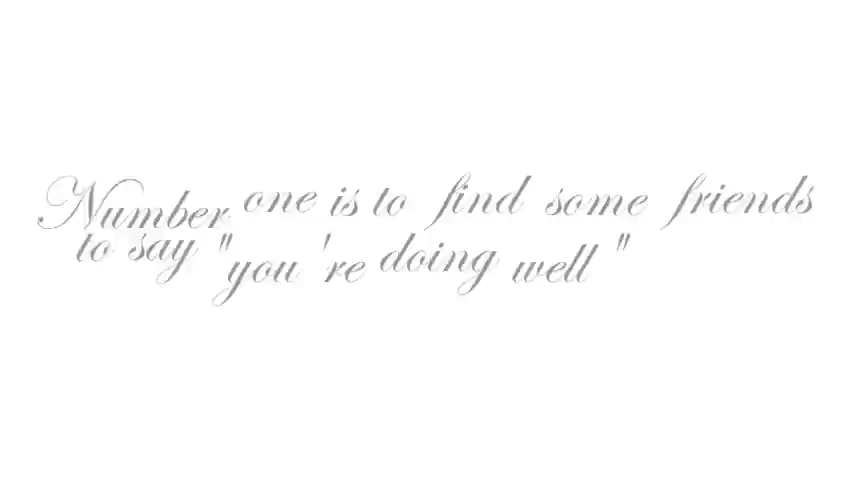 Number one is to find some friends
to say "you're doing well"